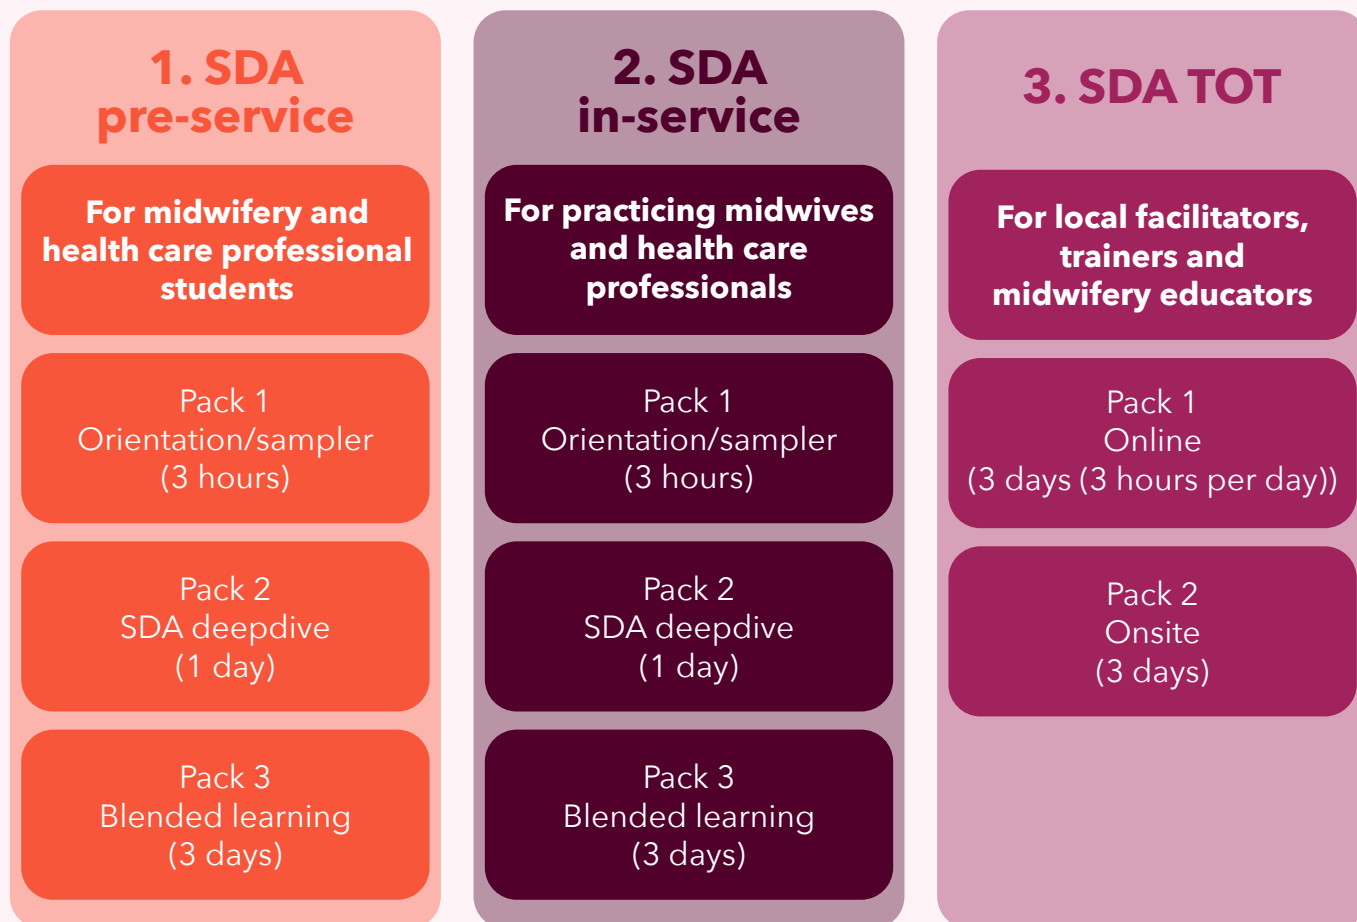 1. SDA
pre-service
For midwifery and
health care professional
students
Pack 1
Orientation/sampler
(3 hours)
Pack 2
SDA deepdive
(1 day)
Pack 3
Blended learning
(3 days)
2. SDA
in-service
For practicing midwives
and health care
professionals
Pack 1
Orientation/sampler
(3 hours)
Pack 2
SDA deepdive
(1 day)
Pack 3
Blended learning
(3 days)
3. SDA TOT
For local facilitators,
trainers and
midwifery educators
Pack 1
Online
(3 days (3 hours per day))
Pack 2
Onsite
(3 days)